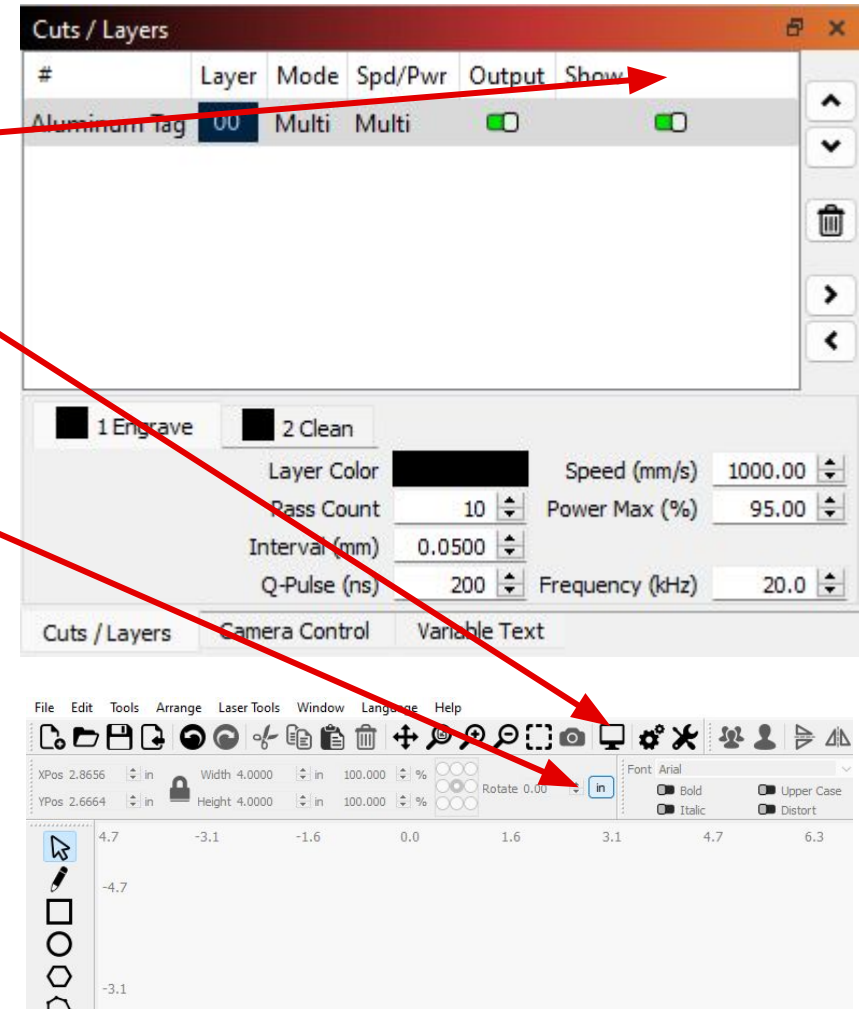 Cuts / Layers
# Layer Mode Spd/Pwr Output Show
Aluminum Tag 00 Multi Multi
1 Engrave 2 Clean
Layer Color Speed (mm/s) 1000.00
Pass Count 10 Power Max (%) 95.00
Interval (mm) 0.0500
Q-Pulse (ns) 200 Frequency (kHz) 20.0
Cuts / Layers Camera Control Variable Text
File Edit Tools Arrange Laser Tools Window Language Help
XPos 2.8656 in Width 4.0000 in 100.000 % Rotate 0.00 in Font Arial
YPos 2.6664 in Height 4.0000 in 100.000 % Bold Upper Case
Italic Distort
4.7 -3.1 -1.6 0.0 1.6 3.1 4.7 6.3
-4.7
-3.1